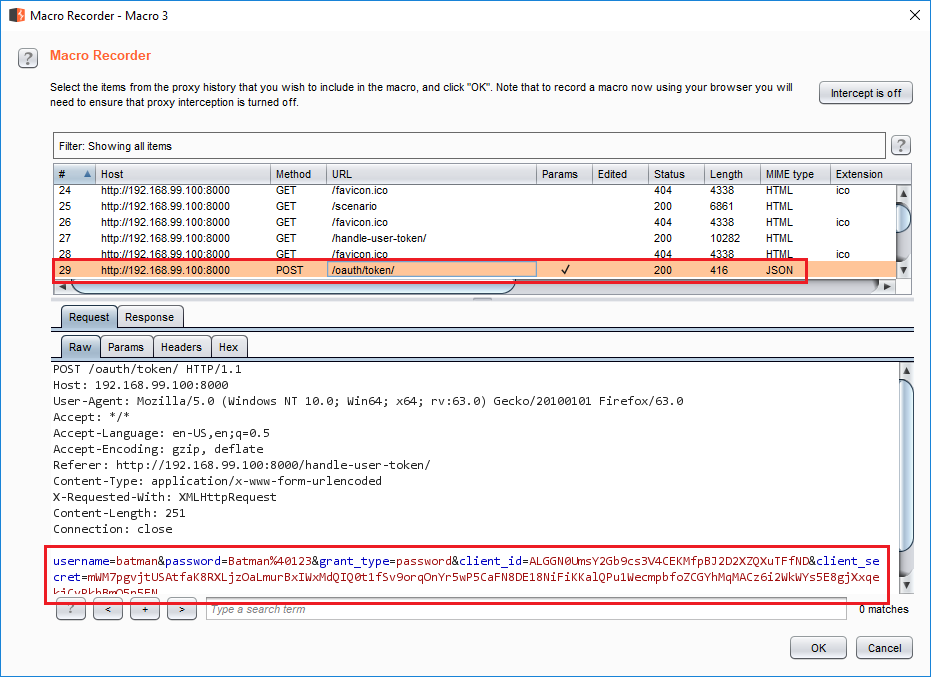 Macro Recorder - Macro 3
?
Macro Recorder
Select the items from the proxy history that you wish to include in the macro, and click "OK". Note that to record a macro now using your browser you will
need to ensure that proxy interception is turned off.
Intercept is off
Filter: Showing all items
?
# Host Method URL Params Edited Status Length MIME type Extension
24 http://192.168.99.100:8000 GET /favicon.ico 404 4338 HTML ico
25 http://192.168.99.100:8000 GET /scenario 200 6861 HTML
26 http://192.168.99.100:8000 GET /favicon.ico 404 4338 HTML ico
27 http://192.168.99.100:8000 GET /handle-user-token/ 200 10282 HTML
28 http://192.168.99.100:8000 GET /favicon.ico 404 4338 HTML ico
29 http://192.168.99.100:8000 POST /oauth/token/ ✓ 200 416 JSON
Request Response
Raw Params Headers Hex
POST /oauth/token/ HTTP/1.1
Host: 192.168.99.100:8000
User-Agent: Mozilla/5.0 (Windows NT 10.0; Win64; x64; rv:63.0) Gecko/20100101 Firefox/63.0
Accept: */*
Accept-Language: en-US,en;q=0.5
Accept-Encoding: gzip, deflate
Referer: http://192.168.99.100:8000/handle-user-token/
Content-Type: application/x-www-form-urlencoded
X-Requested-With: XMLHttpRequest
Content-Length: 251
Connection: close
username=batman&password=Batman%40123&grant_type=password&client_id=ALGGN0UmsY2Gb9cs3V4CEKMfpBJ2D2XZQXuTFfND&client_se
cret=mWM7pgvjtUSAtfaK8RXLjzOaLmurBxIWxMdQIQ0t1fSv9orqOnYr5wP5CaFN8DE18NiFiKKalQPu1WecmpbfoZCGYhMqMACz6i2WkWYs5E8gjXxqe
? < + > Type a search term 0 matches
OK Cancel